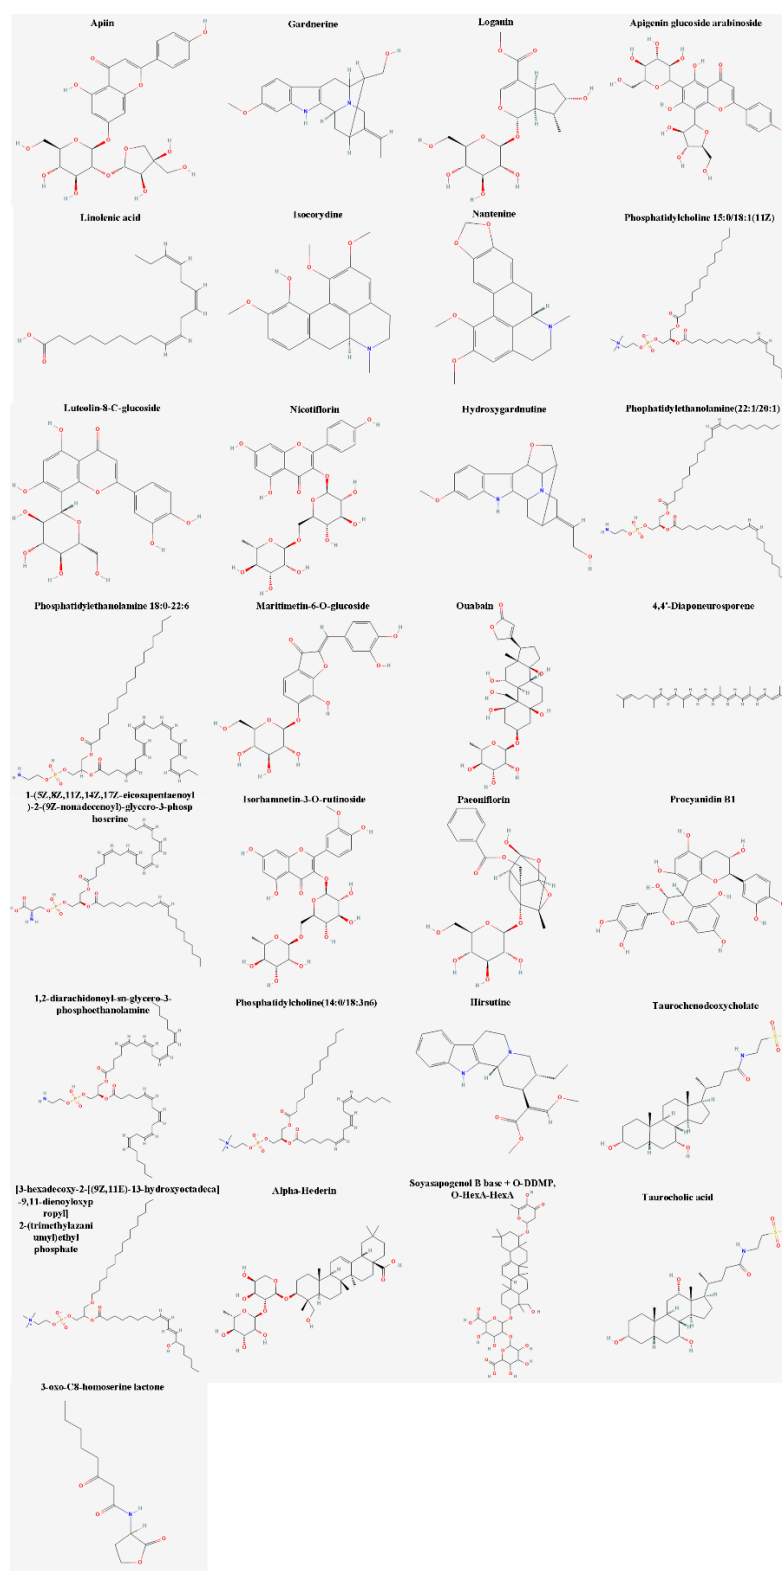 Apiin
Gardnerine
Loganin
Apigenin glucoside arabinoside
Linolenic acid
Isocorydine
Nantenine
Phosphatidylcholine 15:0/18:1(11Z)
Luteolin-8-C-glucoside
Nicotiflorin
Hydroxygardnutine
Phophatidylethanolamine(22:1/20:1)
Phosphatidylethanolamine 18:0-22:6
Maritimetin-6-O-glucoside
Ouabain
4,4'-Diaponeurosporene
1-(5Z,8Z,11Z,14Z,17Z-eicosapentaenoyl
)-2-(9Z-nonadecenoyl)-glycero-3-phosp
hoserine
Isorhamnetin-3-O-rutinoside
Paeoniflorin
Procyanidin B1
1,2-diarachidonoyl-sn-glycero-3-
phosphoethanolamine
Phosphatidylcholine(14:0/18:3n6)
Hirsutine
Taurochenodeoxycholate
[3-hexadecoxy-2-[(9Z,11E)-13-hydroxyoctadeca]
-9,11-dienoyloxyp
ropyl]
2-(trimethylazani
umyl)ethyl
phosphate
Alpha-Hederin
Soyasapogenol B base + O-DDMP,
O-HexA-HexA
Taurocholic acid
3-oxo-C8-homoserine lactone